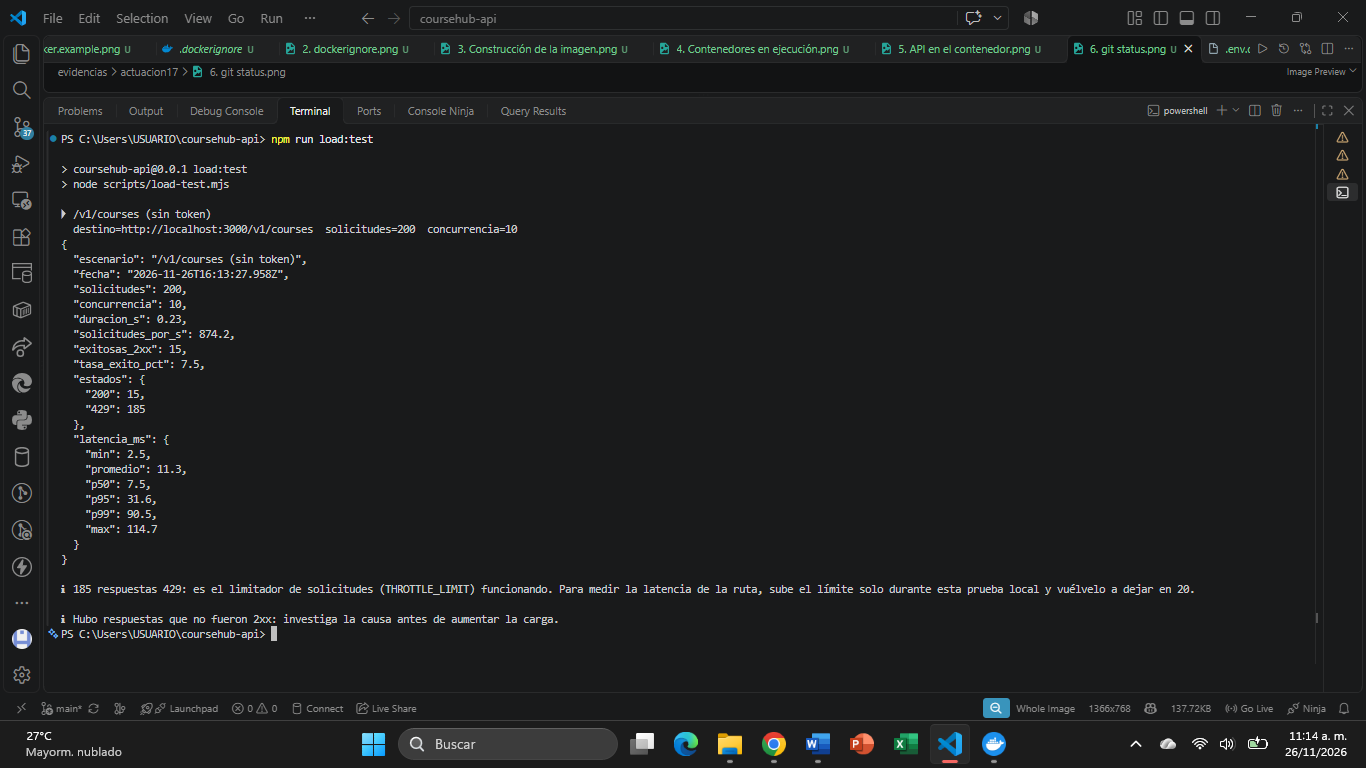 File Edit Selection View Go Run ··· coursehub-api
ker.example.png U .dockerignore U 2. dockerignore.png U 3. Construcción de la imagen.png U 4. Contenedores en ejecución.png U 5. API en el contenedor.png U 6. git status.png U .env.c
evidencias > actuacion17 > 6. git status.png Image Preview
Problems Output Debug Console Terminal Ports Console Ninja Query Results powershell
PS C:\Users\USUARIO\coursehub-api> npm run load:test
> coursehub-api@0.0.1 load:test
> node scripts/load-test.mjs
/v1/courses (sin token)
destino=http://localhost:3000/v1/courses solicitudes=200 concurrencia=10
{
"escenario": "/v1/courses (sin token)",
"fecha": "2026-11-26T16:13:27.958Z",
"solicitudes": 200,
"concurrencia": 10,
"duracion_s": 0.23,
"solicitudes_por_s": 874.2,
"exitosas_2xx": 15,
"tasa_exito_pct": 7.5,
"estados": {
"200": 15,
"429": 185
},
"latencia_ms": {
"min": 2.5,
"promedio": 11.3,
"p50": 7.5,
"p95": 31.6,
"p99": 90.5,
"max": 114.7
}
}
ℹ 185 respuestas 429: es el limitador de solicitudes (THROTTLE_LIMIT) funcionando. Para medir la latencia de la ruta, sube el límite solo durante esta prueba local y vuélvelo a dejar en 20.
ℹ Hubo respuestas que no fueron 2xx: investiga la causa antes de aumentar la carga.
PS C:\Users\USUARIO\coursehub-api>
37
main* Launchpad 0 0 Connect Live Share Whole Image 1366x768 137.72KB Go Live Ninja
27°C
Mayorm. nublado
Buscar
11:14 a. m.
26/11/2026